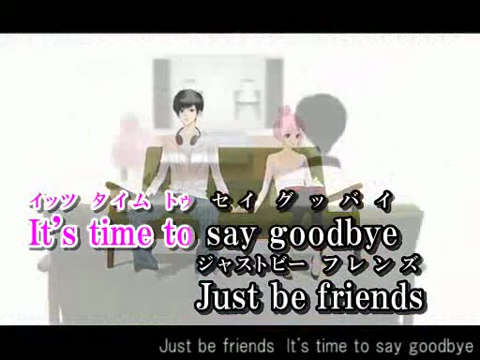 イッツ タイム トゥ セイ グッバイ
It's time to say goodbye
ジャストビー フレンズ
Just be friends
Just be friends It's time to say goodbye